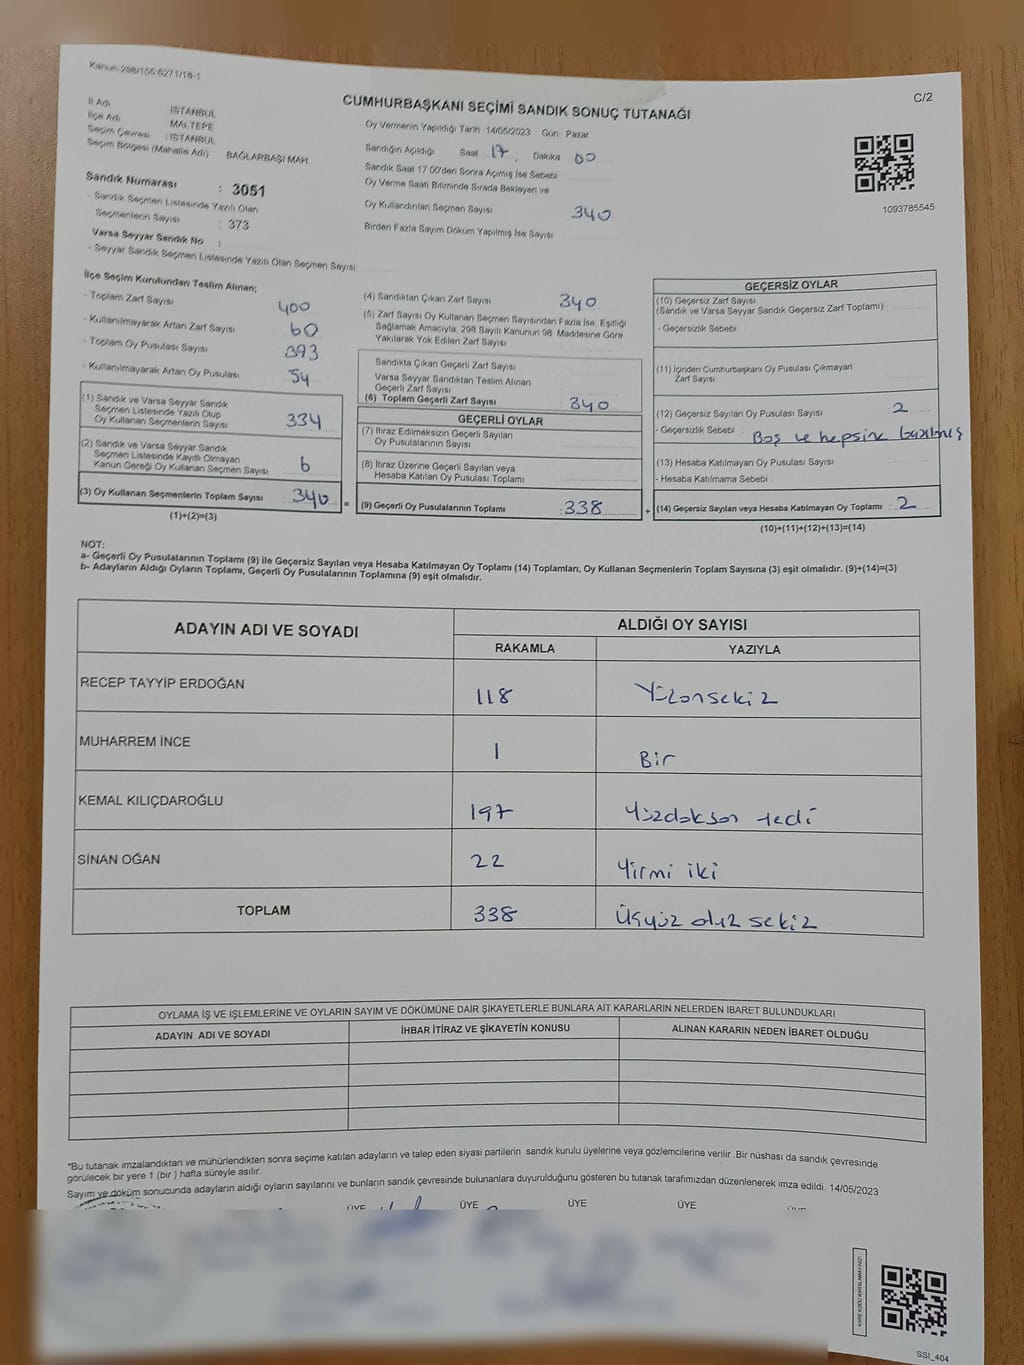 Kanun:298/105:6271/18-1
C/2
CUMHURBAŞKANI SEÇİMİ SANDIK SONUÇ TUTANAĞI
İl Adı İSTANBUL
İlçe Adı MALTEPE
Seçim Çevresi : İSTANBUL
Seçim Bölgesi (Mahalle Adı) BAĞLARBAŞI MAH.
Sandık Numarası : 3051
- Sandık Seçmen Listesinde Yazılı Olan
Seçmenlerin Sayısı : 373
Varsa Seyyar Sandık No :
- Seyyar Sandık Seçmen Listesinde Yazılı Olan Seçmen Sayısı
Oy Vermenin Yapıldığı Tarih 14/05/2023 Gün: Pazar
Sandığın Açıldığı Saat 17 Dakika 00
Sandık Saat 17.00'den Sonra Açılmış İse Sebebi
Oy Verme Saati Bitiminde Sırada Bekleyen ve
Oy Kullandırılan Seçmen Sayısı 340
Birden Fazla Sayım Döküm Yapılmış İse Sayısı
1093785545
İlçe Seçim Kurulundan Teslim Alınan;
- Toplam Zarf Sayısı 400
- Kullanılmayarak Artan Zarf Sayısı 60
- Toplam Oy Pusulası Sayısı 393
- Kullanılmayarak Artan Oy Pusulası 54
(1) Sandık ve Varsa Seyyar Sandık
Seçmen Listesinde Yazılı Olup
Oy Kullanan Seçmenlerin Sayısı 334
(2) Sandık ve Varsa Seyyar Sandık
Seçmen Listesinde Kayıtlı Olmayan
Kanun Gereği Oy Kullanan Seçmen Sayısı 6
(3) Oy Kullanan Seçmenlerin Toplam Sayısı : 340 =
(1)+(2)=(3)
(4) Sandıktan Çıkan Zarf Sayısı 340
(5) Zarf Sayısı Oy Kullanan Seçmen Sayısından Fazla İse, Eşitliği
Sağlamak Amacıyla, 298 Sayılı Kanunun 98. Maddesine Göre
Yakılarak Yok Edilen Zarf Sayısı
Sandıkta Çıkan Geçerli Zarf Sayısı
Varsa Seyyar Sandıktan Teslim Alınan
Geçerli Zarf Sayısı
(6) Toplam Geçerli Zarf Sayısı 340
GEÇERLİ OYLAR
(7) İtiraz Edilmeksizin Geçerli Sayılan
Oy Pusulalarının Sayısı
(8) İtiraz Üzerine Geçerli Sayılan veya
Hesaba Katılan Oy Pusulası Toplamı
(9) Geçerli Oy Pusulalarının Toplamı :338 +
GEÇERSİZ OYLAR
(10) Geçersiz Zarf Sayısı
(Sandık ve Varsa Seyyar Sandık Geçersiz Zarf Toplamı)
- Geçersizlik Sebebi
(11) İçinden Cumhurbaşkanı Oy Pusulası Çıkmayan
Zarf Sayısı
(12) Geçersiz Sayılan Oy Pusulası Sayısı 2
- Geçersizlik Sebebi Boş ve hepsine basılmış
(13) Hesaba Katılmayan Oy Pusulası Sayısı
- Hesaba Katılmama Sebebi
(14) Geçersiz Sayılan veya Hesaba Katılmayan Oy Toplamı : 2
(10)+(11)+(12)+(13)=(14)
NOT:
a- Geçerli Oy Pusulalarının Toplamı (9) ile Geçersiz Sayılan veya Hesaba Katılmayan Oy Toplamı (14) Toplamları, Oy Kullanan Seçmenlerin Toplam Sayısına (3) eşit olmalıdır. (9)+(14)=(3)
b- Adayların Aldığı Oyların Toplamı, Geçerli Oy Pusulalarının Toplamına (9) eşit olmalıdır.
ADAYIN ADI VE SOYADI ALDIĞI OY SAYISI
RAKAMLA YAZIYLA
RECEP TAYYİP ERDOĞAN 118 Yüzonsekiz
MUHARREM İNCE 1 Bir
KEMAL KILIÇDAROĞLU 197 Yüzdoksan Yedi
SİNAN OĞAN 22 Yirmi iki
TOPLAM 338 Üçyüz otuz sekiz
OYLAMA İŞ VE İŞLEMLERİNE VE OYLARIN SAYIM VE DÖKÜMÜNE DAİR ŞİKAYETLERLE BUNLARA AİT KARARLARIN NELERDEN İBARET BULUNDUKLARI
ADAYIN ADI VE SOYADI İHBAR İTİRAZ VE ŞİKAYETİN KONUSU ALINAN KARARIN NEDEN İBARET OLDUĞU
*Bu tutanak imzalandıktan ve mühürlendikten sonra seçime katılan adayların ve talep eden siyasi partilerin sandık kurulu üyelerine veya gözlemcilerine verilir. Bir nüshası da sandık çevresinde
görülecek bir yere 1 (bir) hafta süreyle asılır.
Sayım ve döküm sonucunda adayların aldığı oyların sayılarını ve bunların sandık çevresinde bulunanlara duyurulduğunu gösteren bu tutanak tarafımızdan düzenlenerek imza edildi. 14/05/2023
ÜYE ÜYE ÜYE ÜYE ÜYE
KARE KODU KARALAMAYINIZ!
SSI_404